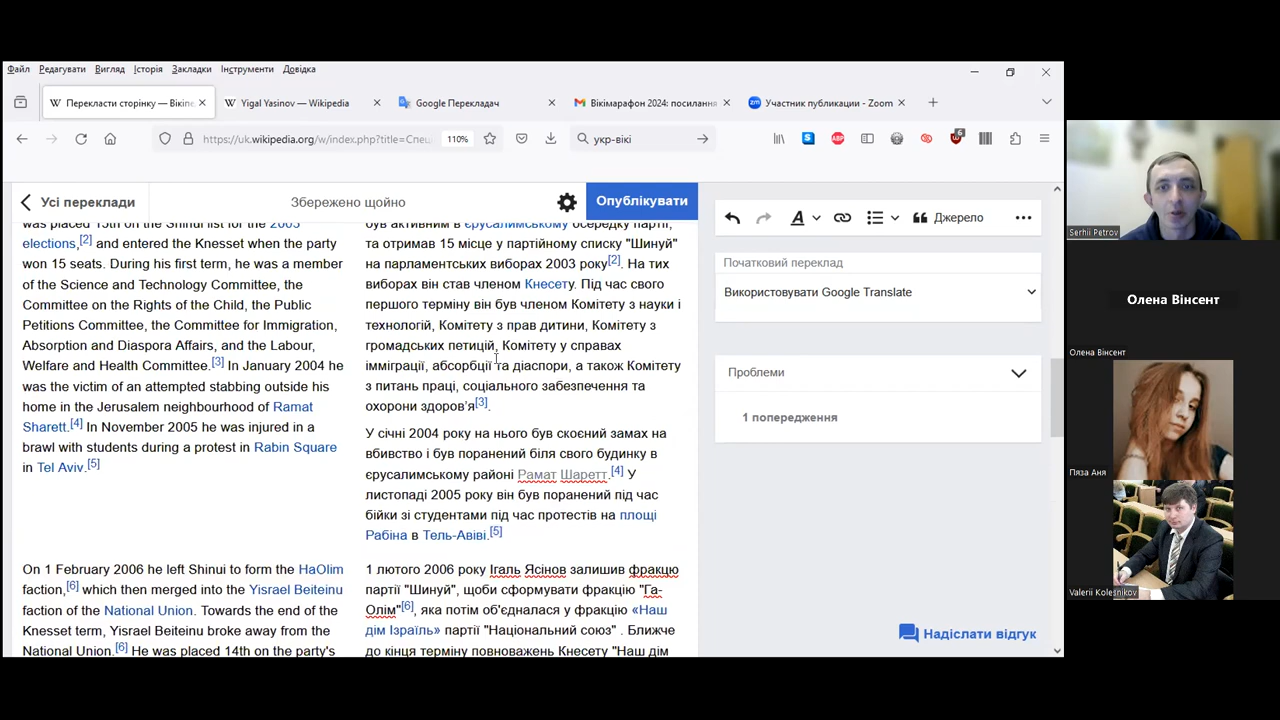 Файл Редагувати Вигляд Історія Закладки Інструменти Довідка
Перекласти сторінку — Вікіпе
Yigal Yasinov — Wikipedia
Google Перекладач
Вікімарафон 2024: посилання
Участник публикации - Zoom
https://uk.wikipedia.org/w/index.php?title=Спец
110%
укр-вікі
6
Усі переклади
Збережено щойно
Опублікувати
was placed 15th on the Shinui list for the 2003
elections,[2] and entered the Knesset when the party
won 15 seats. During his first term, he was a member
of the Science and Technology Committee, the
Committee on the Rights of the Child, the Public
Petitions Committee, the Committee for Immigration,
Absorption and Diaspora Affairs, and the Labour,
Welfare and Health Committee.[3] In January 2004 he
was the victim of an attempted stabbing outside his
home in the Jerusalem neighbourhood of Ramat
Sharett.[4] In November 2005 he was injured in a
brawl with students during a protest in Rabin Square
in Tel Aviv.[5]
On 1 February 2006 he left Shinui to form the HaOlim
faction,[6] which then merged into the Yisrael Beiteinu
faction of the National Union. Towards the end of the
Knesset term, Yisrael Beiteinu broke away from the
National Union.[6] He was placed 14th on the party's
був активним в єрусалимському осередку партії,
та отримав 15 місце у партійному списку "Шинуй"
на парламентських виборах 2003 року[2]. На тих
виборах він став членом Кнесету. Під час свого
першого терміну він був членом Комітету з науки і
технологій, Комітету з прав дитини, Комітету з
громадських петицій, Комітету у справах
імміграції, абсорбції та діаспори, а також Комітету
з питань праці, соціального забезпечення та
охорони здоров'я[3].
У січні 2004 року на нього був скоєний замах на
вбивство і був поранений біля свого будинку в
єрусалимському районі Рамат Шаретт.[4] У
листопаді 2005 року він був поранений під час
бійки зі студентами під час протестів на площі
Рабіна в Тель-Авіві.[5]
1 лютого 2006 року Ігаль Ясінов залишив фракцю
партії "Шинуй", щоби сформувати фракцію "Га-
Олім"[6], яка потім об'єдналася у фракцію «Наш
дім Ізраїль» партії "Національний союз" . Ближче
до кінця терміну повноважень Кнесету "Наш дім
A
Джерело
Початковий переклад
Використовувати Google Translate
Проблеми
1 попередження
Надіслати відгук
Serhii Petrov
Олена Вінсент
Олена Вінсент
Пяза Аня
Valerii Kolesnikov